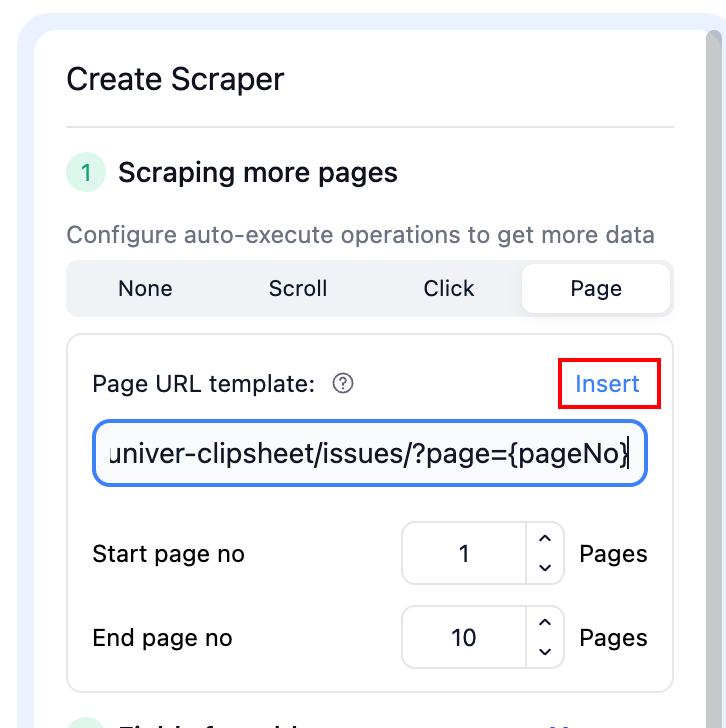 Create Scraper
1 Scraping more pages
Configure auto-execute operations to get more data
None Scroll Click Page
Page URL template: ? Insert
univer-clipsheet/issues/?page={pageNo}
Start page no 1 Pages
End page no 10 Pages